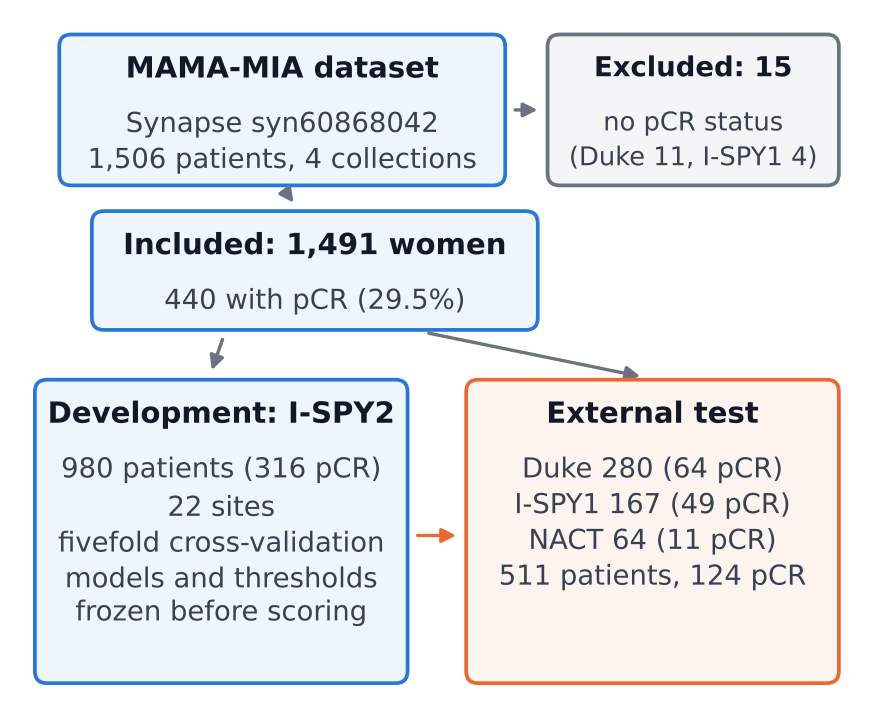 MAMA-MIA dataset
Synapse syn60868042
1,506 patients, 4 collections
Excluded: 15
no pCR status
(Duke 11, I-SPY1 4)
Included: 1,491 women
440 with pCR (29.5%)
Development: I-SPY2
980 patients (316 pCR)
22 sites
fivefold cross-validation
models and thresholds
frozen before scoring
External test
Duke 280 (64 pCR)
I-SPY1 167 (49 pCR)
NACT 64 (11 pCR)
511 patients, 124 pCR